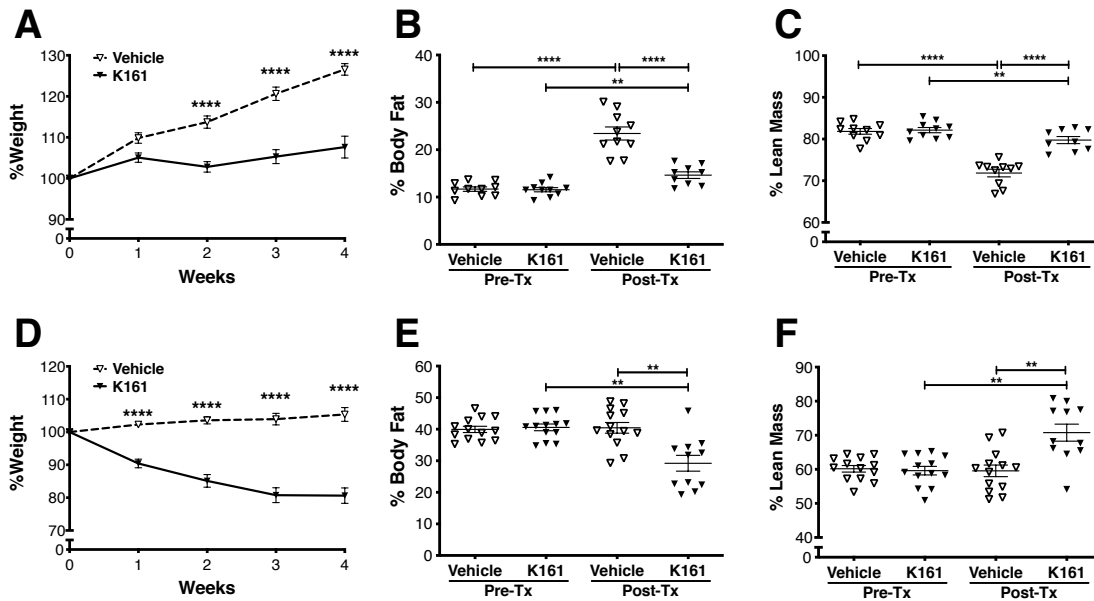 A
%Weight
130
120
110
100
90
0
Vehicle
K161
****
****
****
0 1 2 3 4
Weeks
B
% Body Fat
40
30
20
10
0
**** ****
**
Vehicle K161 Vehicle K161
Pre-Tx Post-Tx
C
% Lean Mass
100
90
80
70
60
0
**** ****
**
Vehicle K161 Vehicle K161
Pre-Tx Post-Tx
D
%Weight
120
110
100
90
80
70
0
Vehicle
K161
**** **** **** ****
0 1 2 3 4
Weeks
E
% Body Fat
60
50
40
30
20
10
0
**
**
Vehicle K161 Vehicle K161
Pre-Tx Post-Tx
F
% Lean Mass
90
80
70
60
50
40
0
**
**
Vehicle K161 Vehicle K161
Pre-Tx Post-Tx